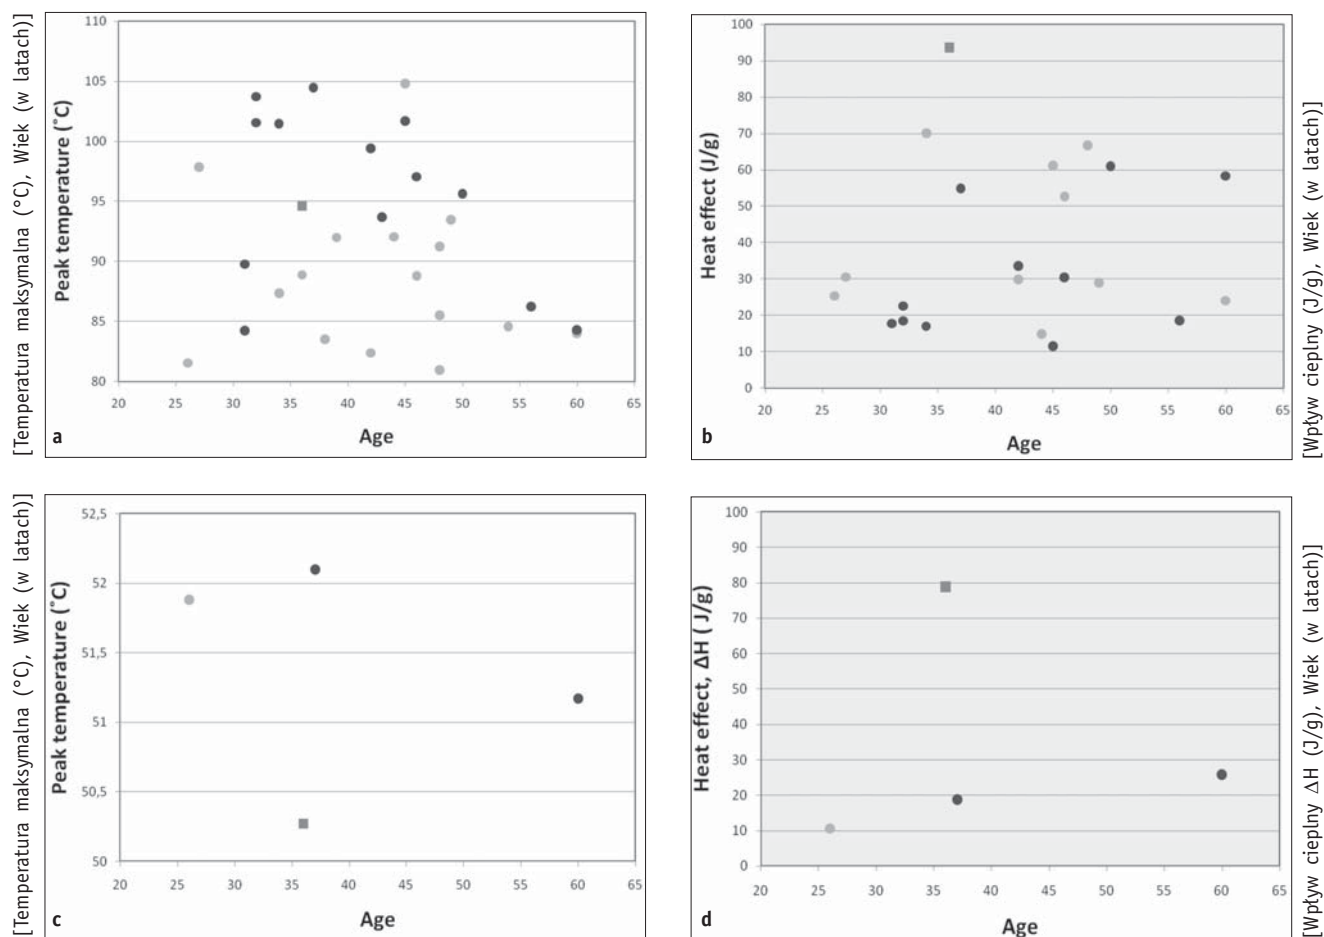 [Temperatura maksymalna (°C), Wiek (w latach)]
Peak temperature (°C)
110
105
100
95
90
85
80
20 25 30 35 40 45 50 55 60 65
Age
a
Heat effect (J/g)
100
90
80
70
60
50
40
30
20
10
0
20 25 30 35 40 45 50 55 60 65
Age
b
[Wptyw cieplny (J/g), Wiek (w latach)]
[Temperatura maksymalna (°C), Wiek (w latach)]
Peak temperature (°C)
52,5
52
51,5
51
50,5
50
20 25 30 35 40 45 50 55 60 65
Age
c
Heat effect, ΔH ( J/g)
100
90
80
70
60
50
40
30
20
10
0
20 25 30 35 40 45 50 55 60 65
Age
d
[Wptyw cieplny ΔH (J/g), Wiek (w latach)]